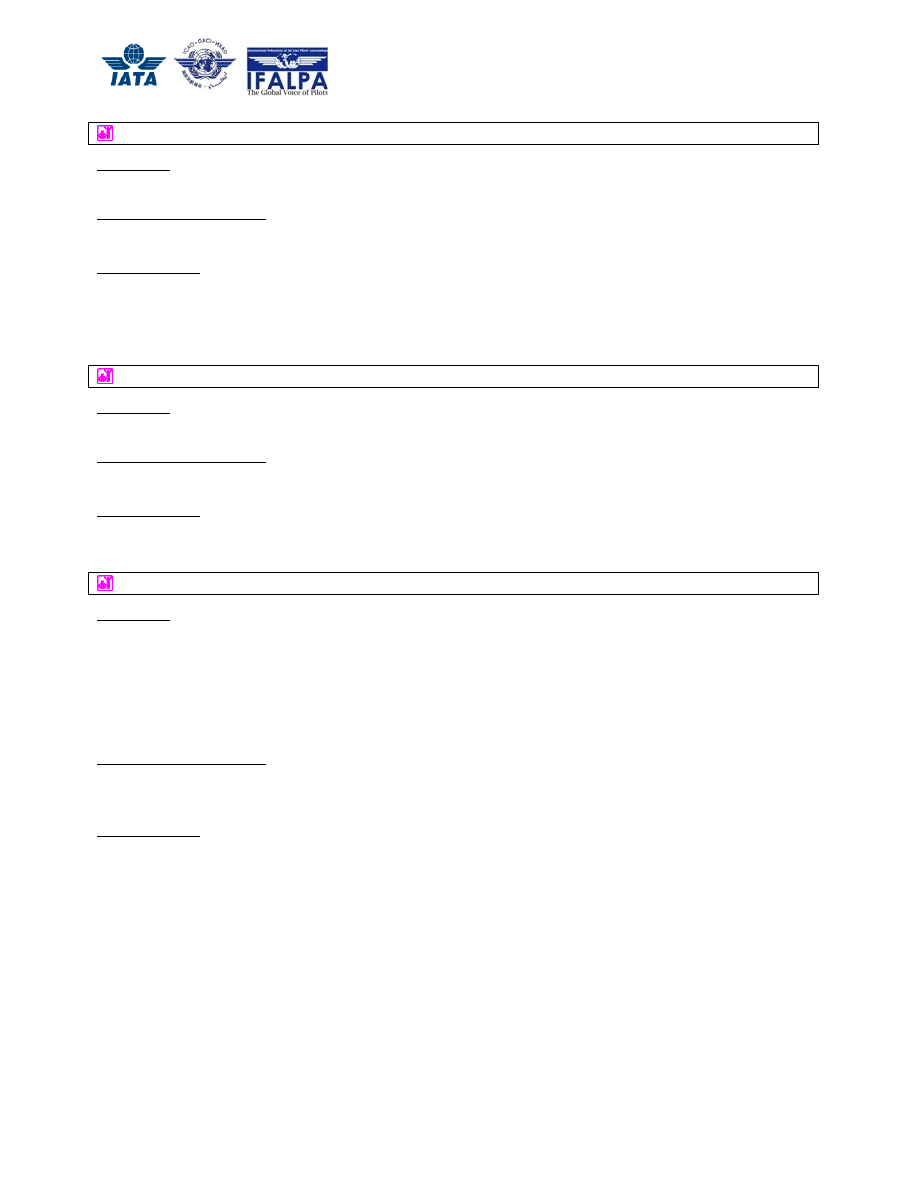 IATA
ICAO · OACI · ИКАО
International Federation of Air Line Pilots' Associations
IFALPA
The Global Voice of Pilots